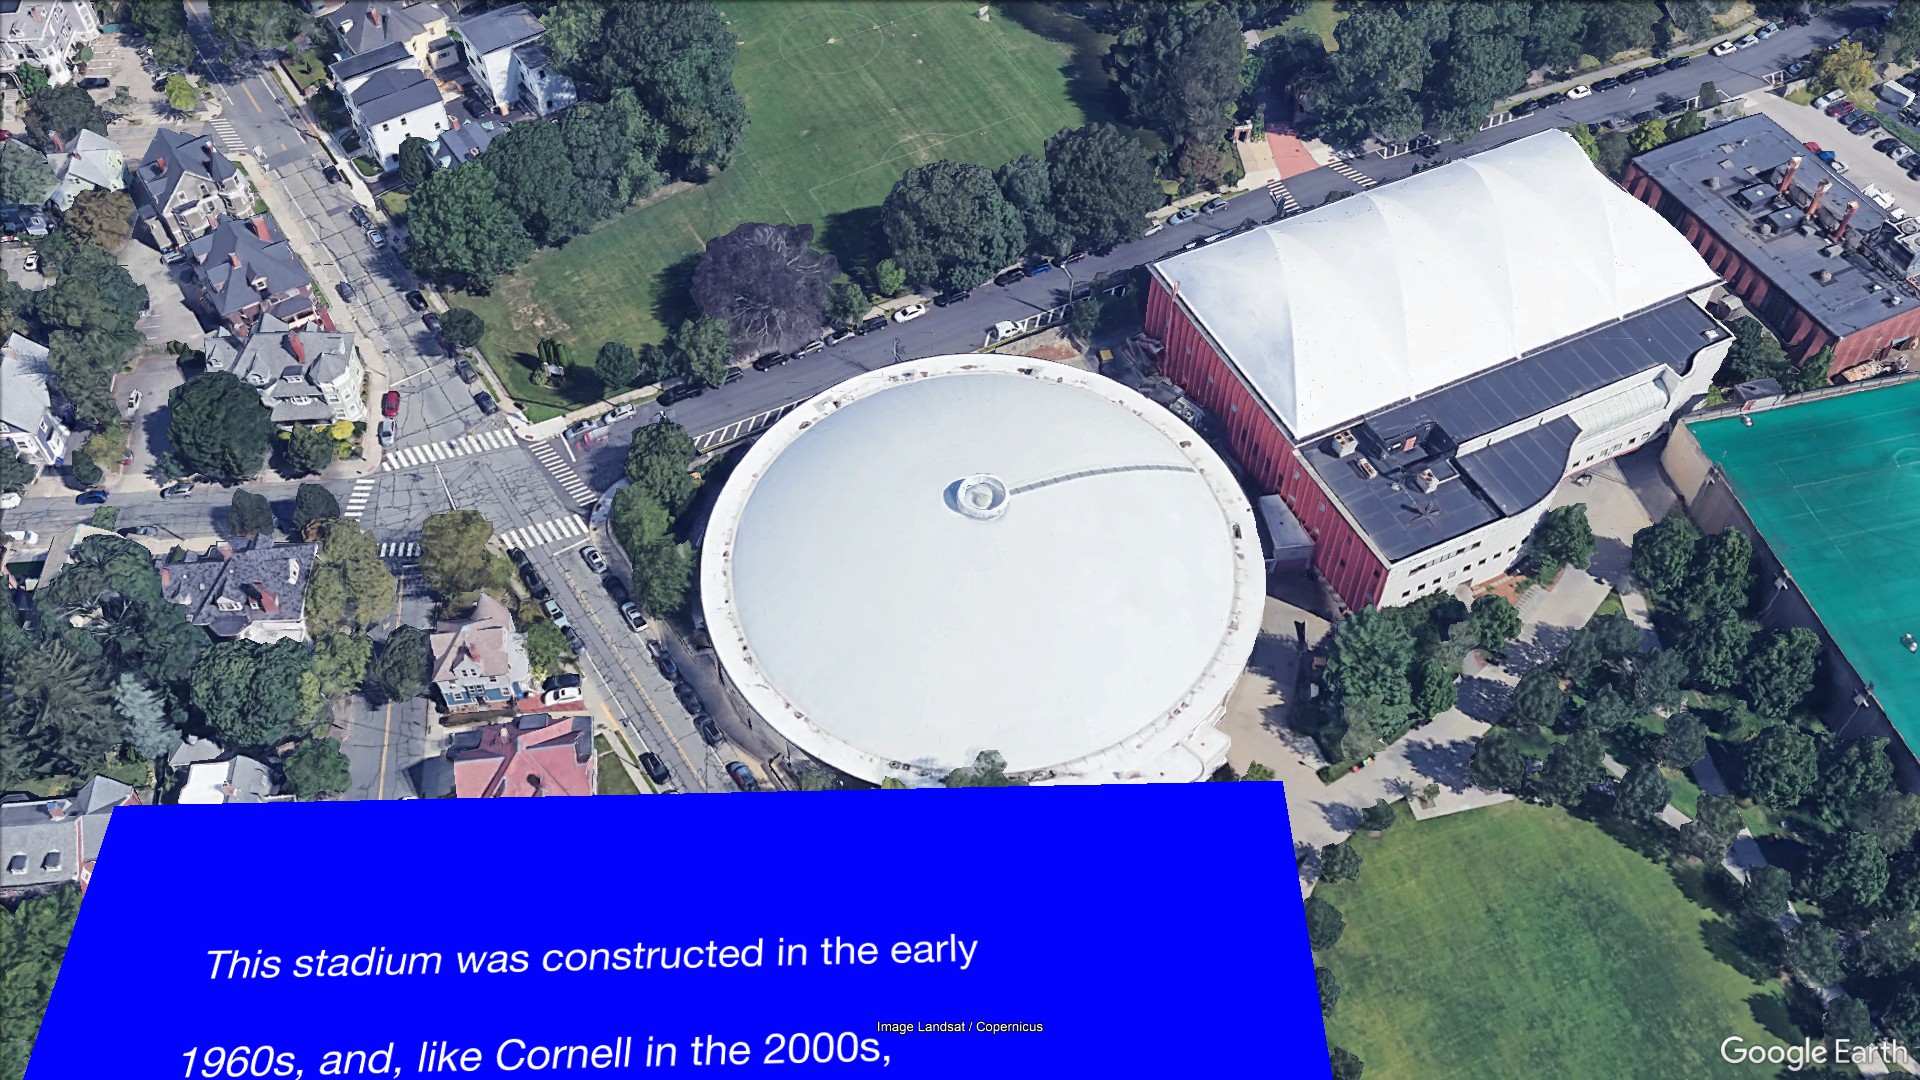 This stadium was constructed in the early
1960s, and, like Cornell in the 2000s,
Image Landsat / Copernicus
Google Earth